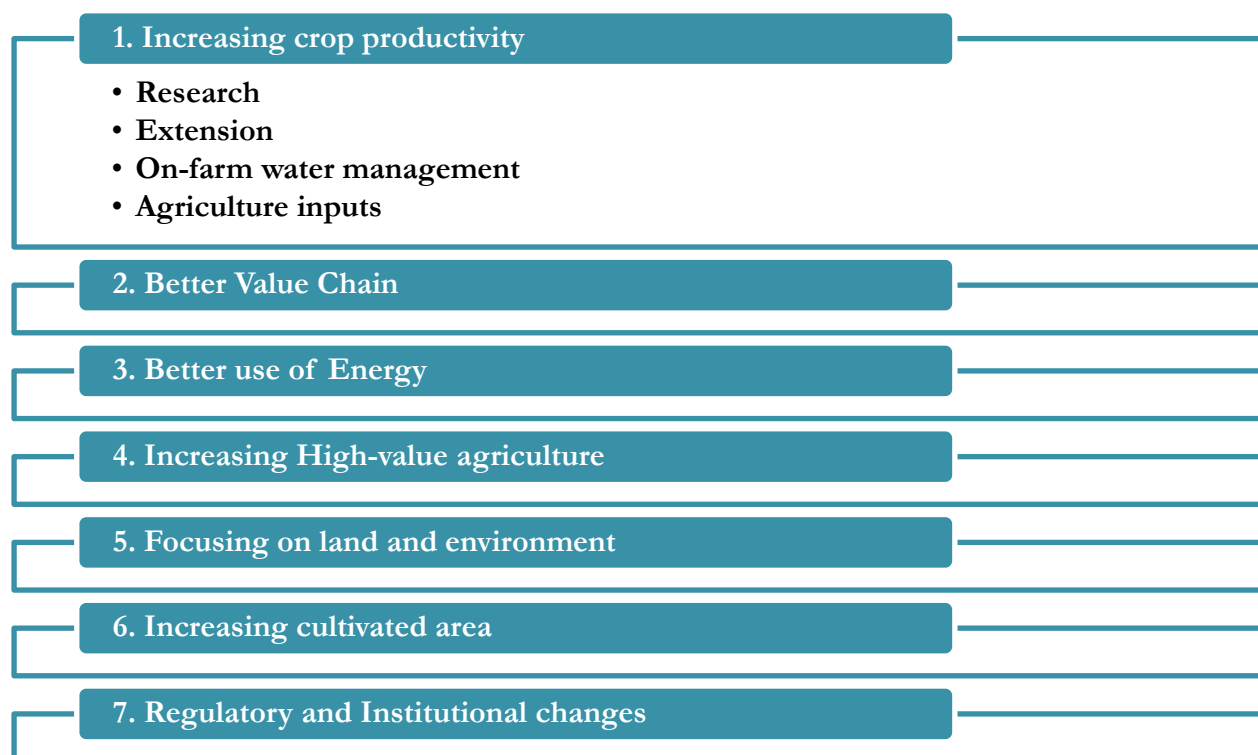 1. Increasing crop productivity
• Research
• Extension
• On-farm water management
• Agriculture inputs
2. Better Value Chain
3. Better use of Energy
4. Increasing High-value agriculture
5. Focusing on land and environment
6. Increasing cultivated area
7. Regulatory and Institutional changes